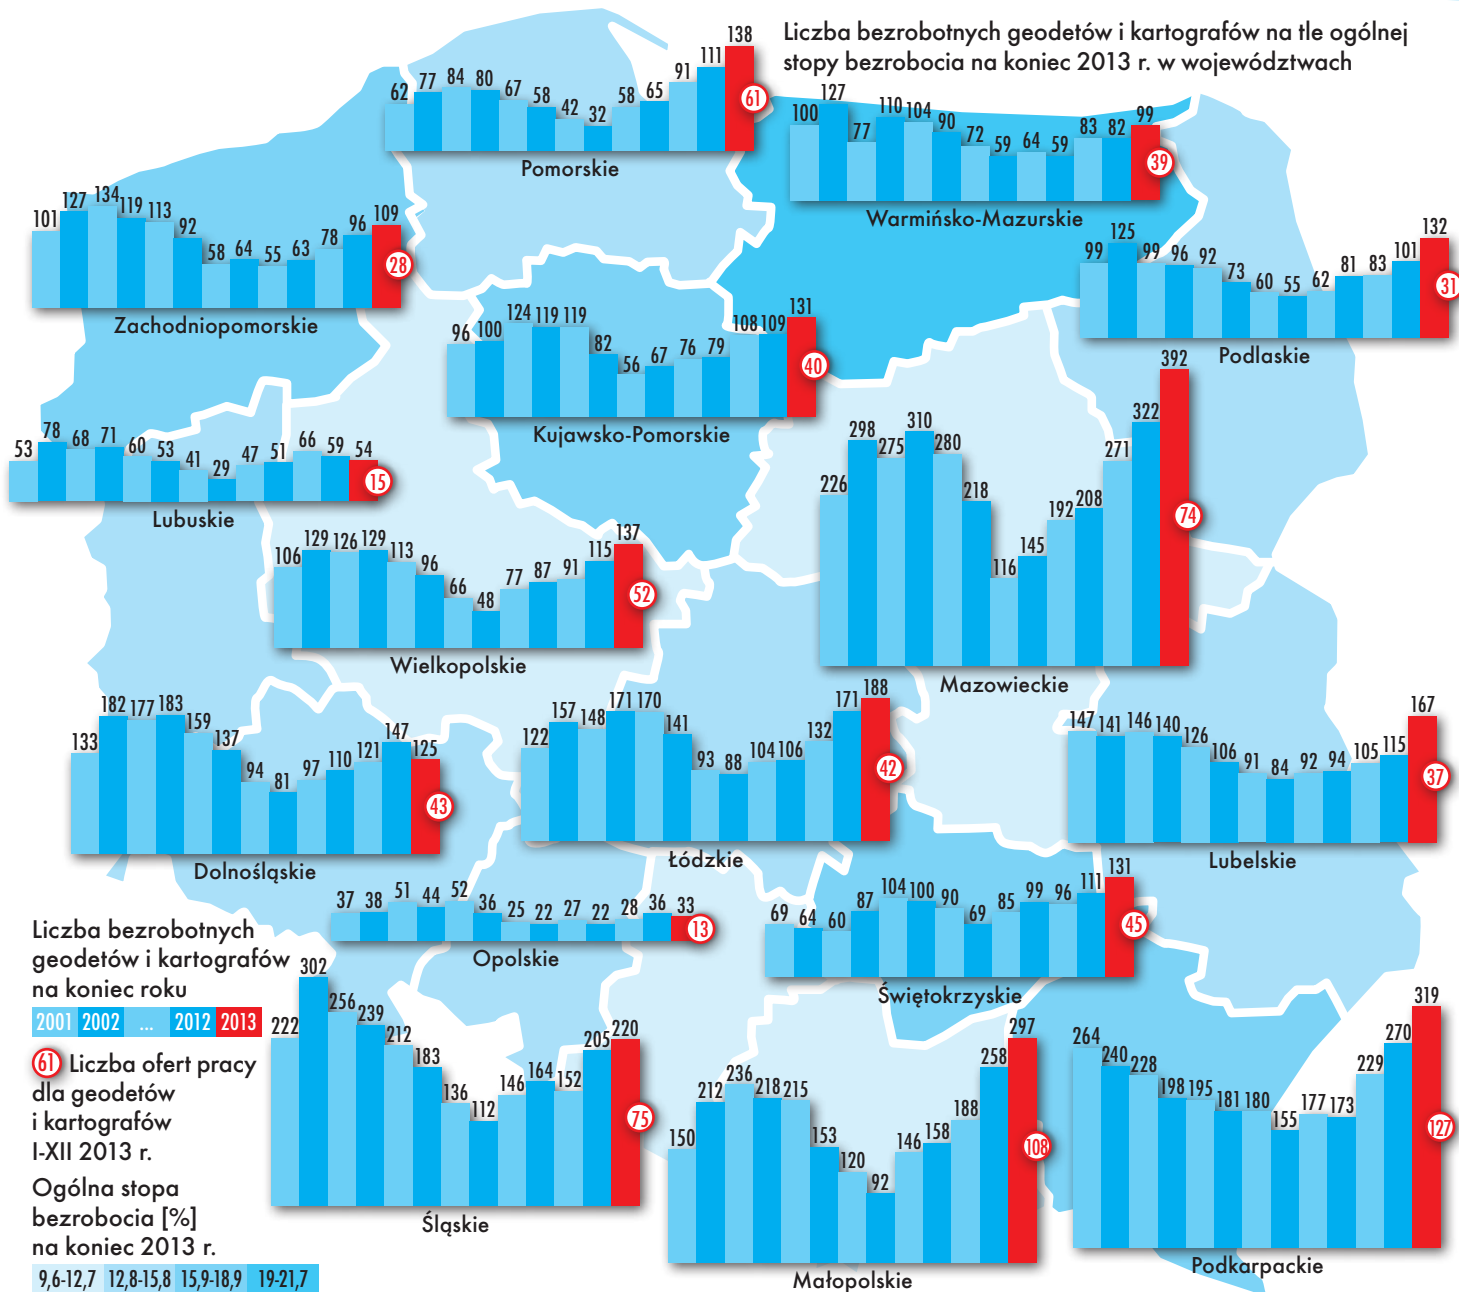 Liczba bezrobotnych geodetów i kartografów na tle ogólnej
stopy bezrobocia na koniec 2013 r. w województwach
62 77 84 80 67 58 42 32 58 65 91 111 138
61
Pomorskie
100 127 77 110 104 90 72 59 64 59 83 82 99
39
Warmińsko-Mazurskie
101 127 134 119 113 92 58 64 55 63 78 96 109
28
Zachodniopomorskie
99 125 99 96 92 73 60 55 62 81 83 101 132
31
Podlaskie
96 100 124 119 119 82 56 67 76 79 108 109 131
40
Kujawsko-Pomorskie
53 78 68 71 60 53 41 29 47 51 66 59 54
15
Lubuskie
226 298 275 310 280 218 116 145 192 208 271 322 392
74
Mazowieckie
106 129 126 129 113 96 66 48 77 87 91 115 137
52
Wielkopolskie
133 182 177 183 159 137 94 81 97 110 121 147 125
43
Dolnośląskie
122 157 148 171 170 141 93 88 104 106 132 171 188
42
Łódzkie
147 141 146 140 126 106 91 84 92 94 105 115 167
37
Lubelskie
37 38 51 44 52 36 25 22 27 22 28 36 33
13
Opolskie
69 64 60 87 104 100 90 69 85 99 96 111 131
45
Świętokrzyskie
222 302 256 239 212 183 136 112 146 164 152 205 220
75
Śląskie
150 212 236 218 215 153 120 92 146 158 188 258 297
108
Małopolskie
264 240 228 198 195 181 180 155 177 173 229 270 319
127
Podkarpackie
Liczba bezrobotnych
geodetów i kartografów
na koniec roku
2001 2002 ... 2012 2013
61 Liczba ofert pracy
dla geodetów
i kartografów
I-XII 2013 r.
Ogólna stopa
bezrobocia [%]
na koniec 2013 r.
9,6-12,7 12,8-15,8 15,9-18,9 19-21,7